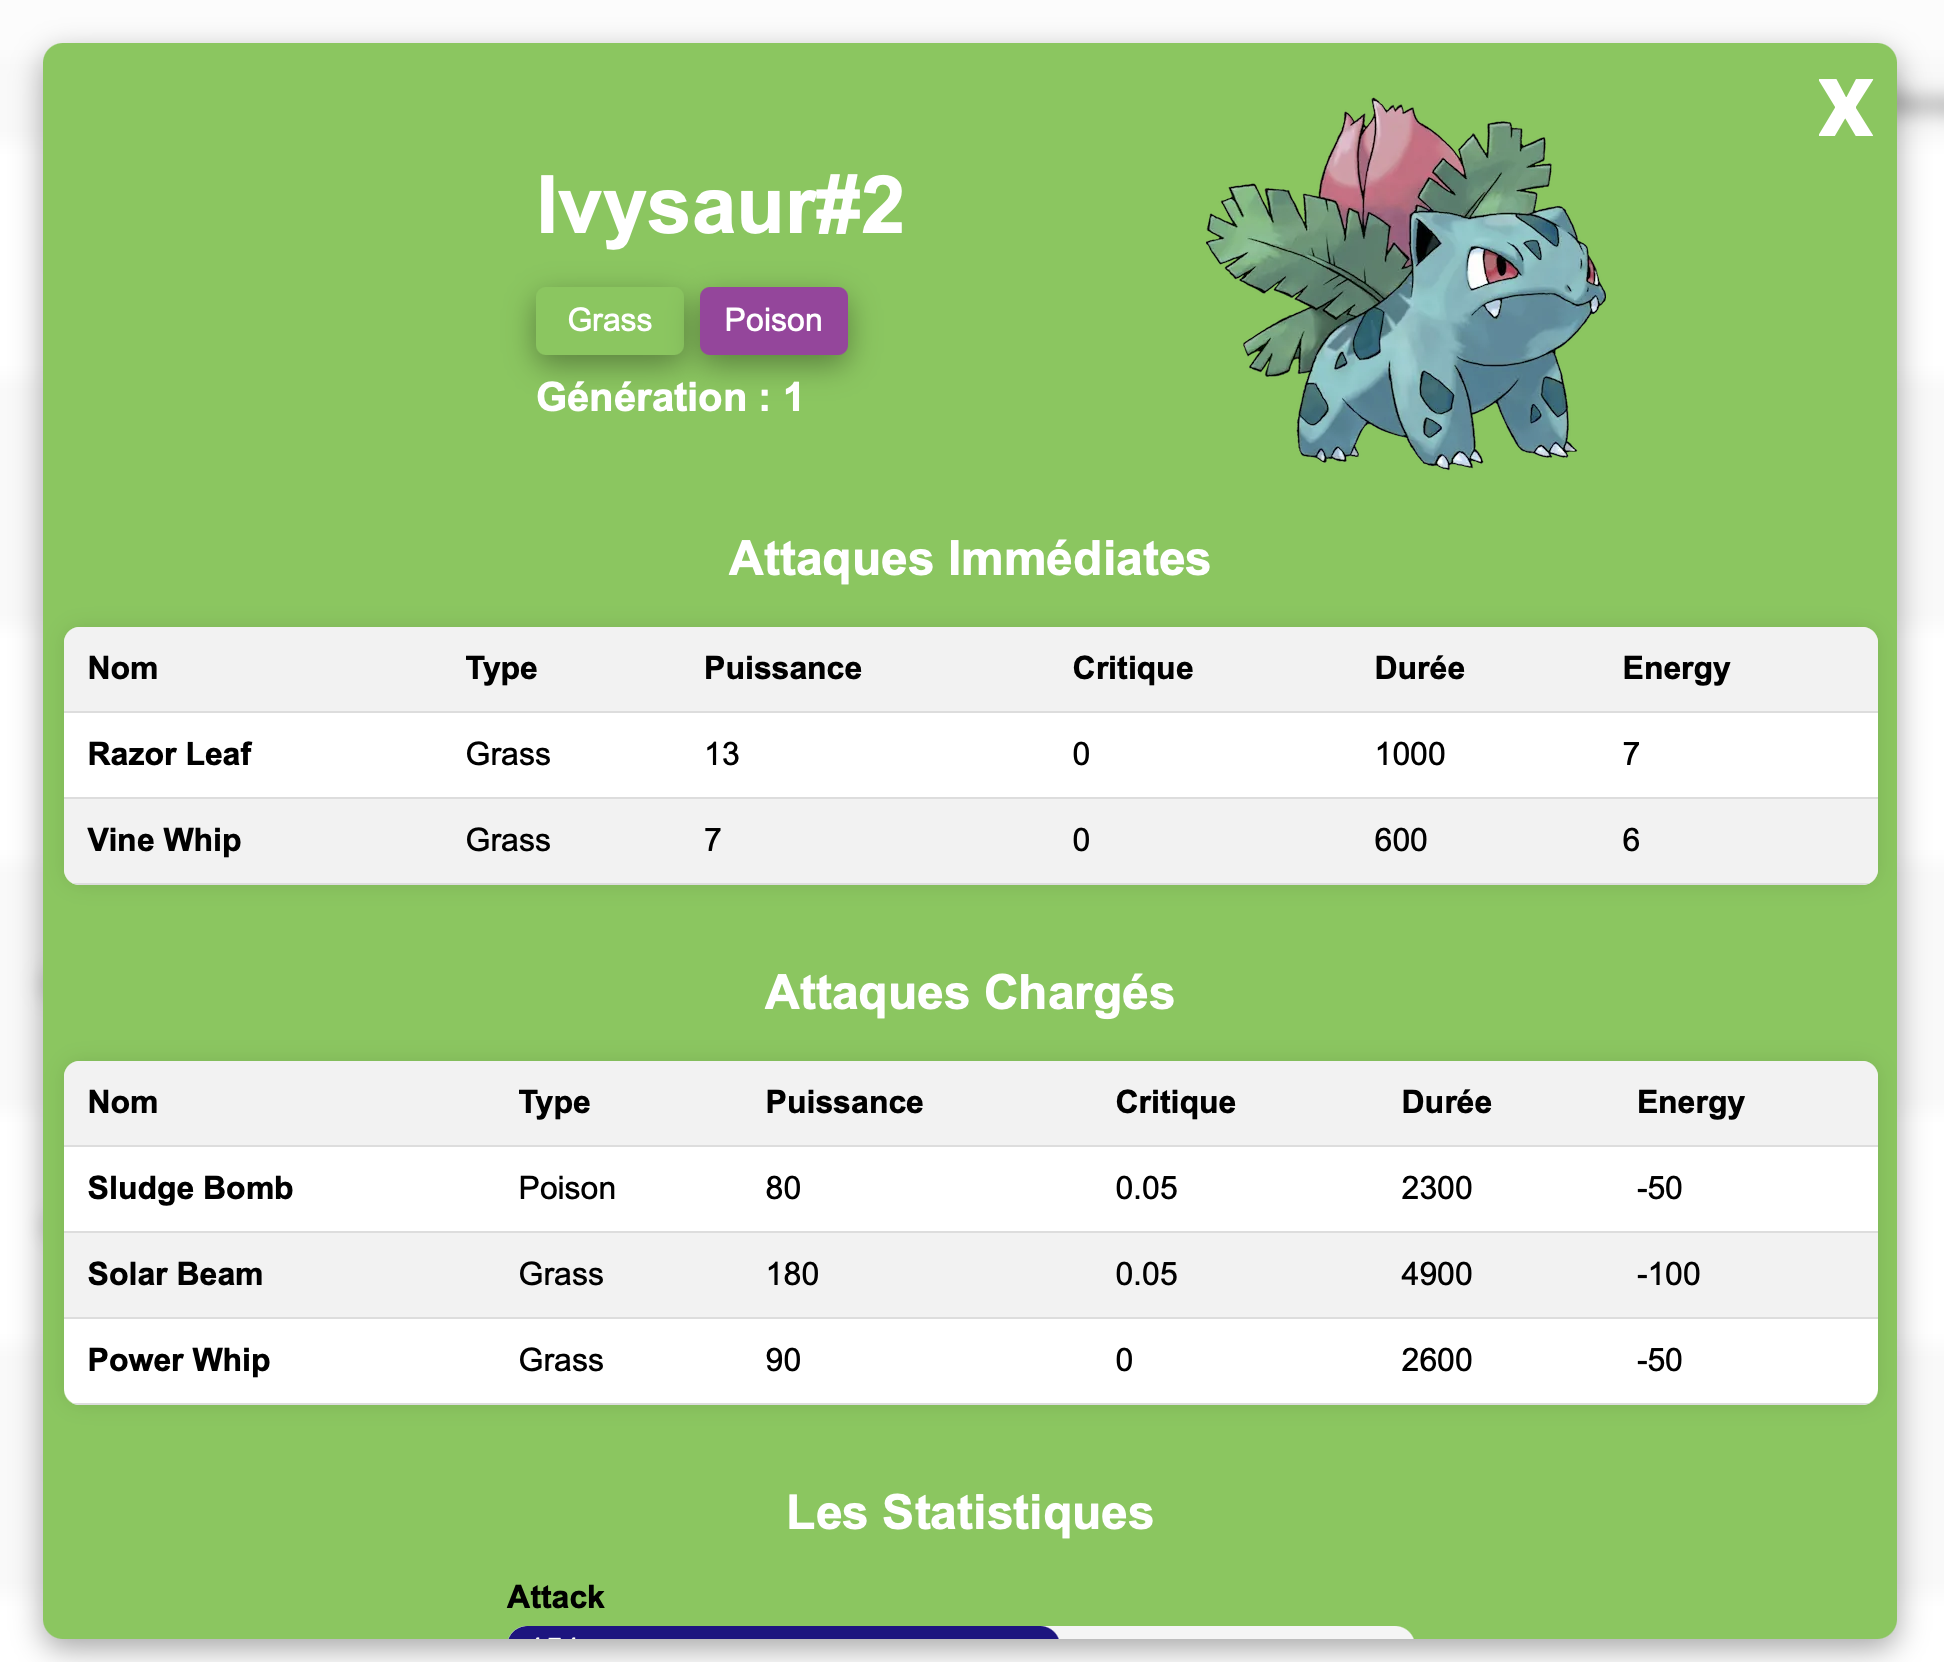 X
Ivysaur#2
Grass Poison
Génération : 1
Attaques Immédiates
Nom Type Puissance Critique Durée Energy
Razor Leaf Grass 13 0 1000 7
Vine Whip Grass 7 0 600 6
Attaques Chargés
Nom Type Puissance Critique Durée Energy
Sludge Bomb Poison 80 0.05 2300 -50
Solar Beam Grass 180 0.05 4900 -100
Power Whip Grass 90 0 2600 -50
Les Statistiques
Attack